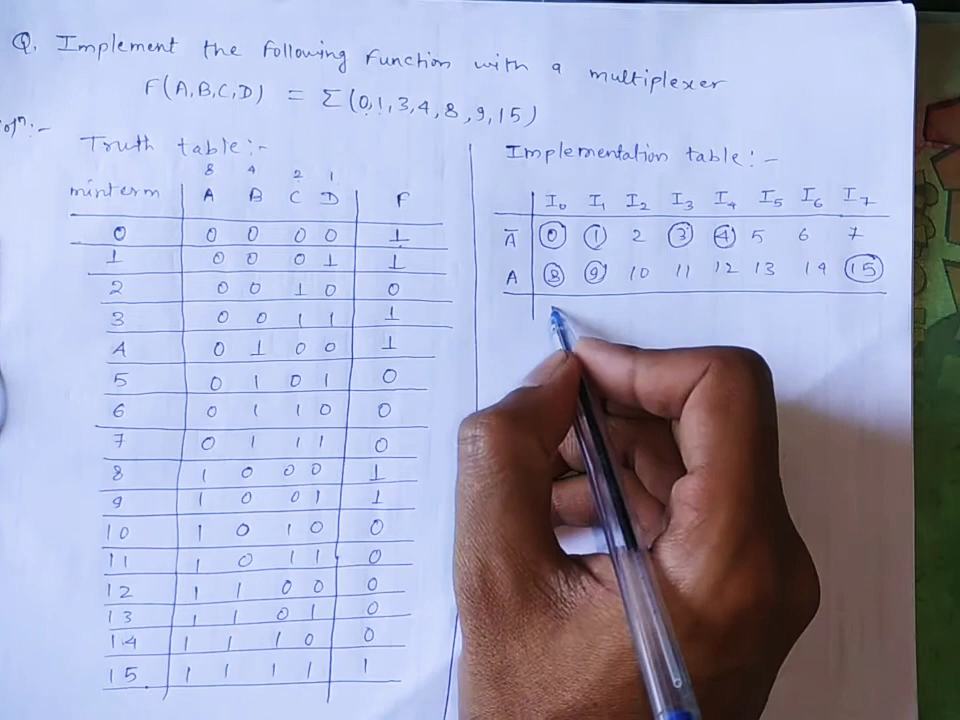 Q. Implement the following function with a multiplexer
F(A,B,C,D) = Σ(0,1,3,4,8,9,15)
Soln:-
Truth table:-
8 4 2 1
minterm A B C D F
0 0 0 0 0 1
1 0 0 0 1 1
2 0 0 1 0 0
3 0 0 1 1 1
4 0 1 0 0 1
5 0 1 0 1 0
6 0 1 1 0 0
7 0 1 1 1 0
8 1 0 0 0 1
9 1 0 0 1 1
10 1 0 1 0 0
11 1 0 1 1 0
12 1 1 0 0 0
13 1 1 0 1 0
14 1 1 1 0 0
15 1 1 1 1 1
Implementation table:-
I₀ I₁ I₂ I₃ I₄ I₅ I₆ I₇
A̅ 0 1 2 3 4 5 6 7
A 8 9 10 11 12 13 14 15